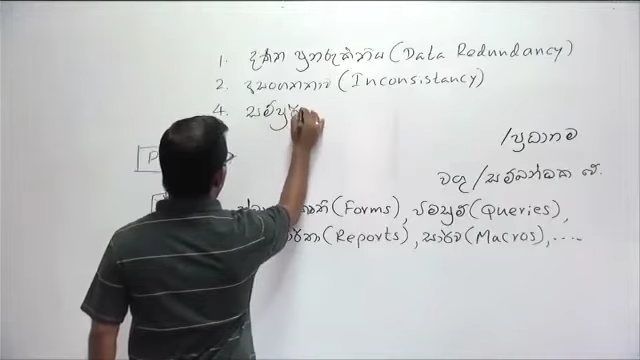 1. දත්ත පුනරුක්තිය (Data Redundancy)
2. අසංගතතාව (Inconsistancy)
4. සම්පූර්
/ප්‍රධානම
වගු / සම්බන්ධතා වේ.
(Forms), විමසුම් (Queries),
(Reports), සාර්ව (Macros), ....